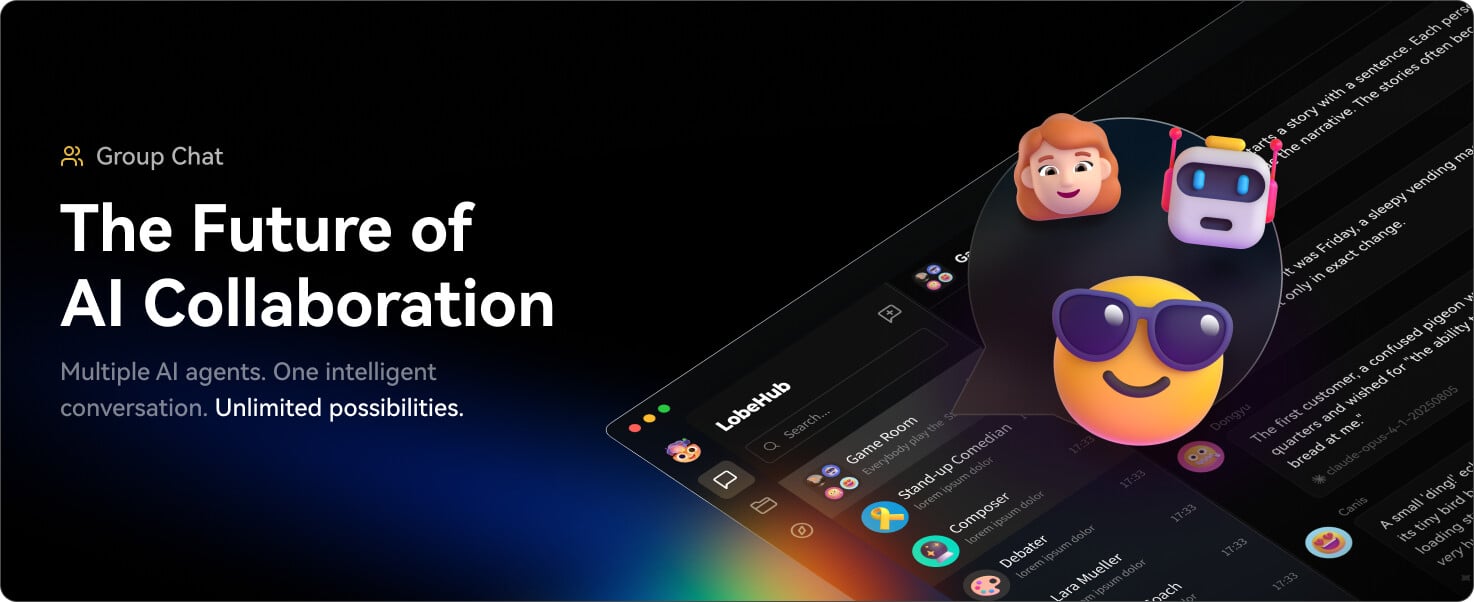 Group Chat
The Future of
AI Collaboration
Multiple AI agents. One intelligent
conversation. Unlimited possibilities.
LobeHub
Search...
Game Room
Everybody play the
Stand-up Comedian
17:33
lorem ipsum dolor
Composer
17:33
lorem ipsum dolor
Debater
17:33
lorem ipsum dolor
Lara Mueller
17:33
17:33
arts a story with a sentence. Each pers
the narrative. The stories often bec
it was Friday, a sleepy vending ma
only in exact change.
Dongyu
The first customer, a confused pigeon w
quarters and wished for "the ability t
bread at me."
claude-opus-4-1-20250805
Canis
A small 'ding!' ec
its tiny bird b
loading st
very h